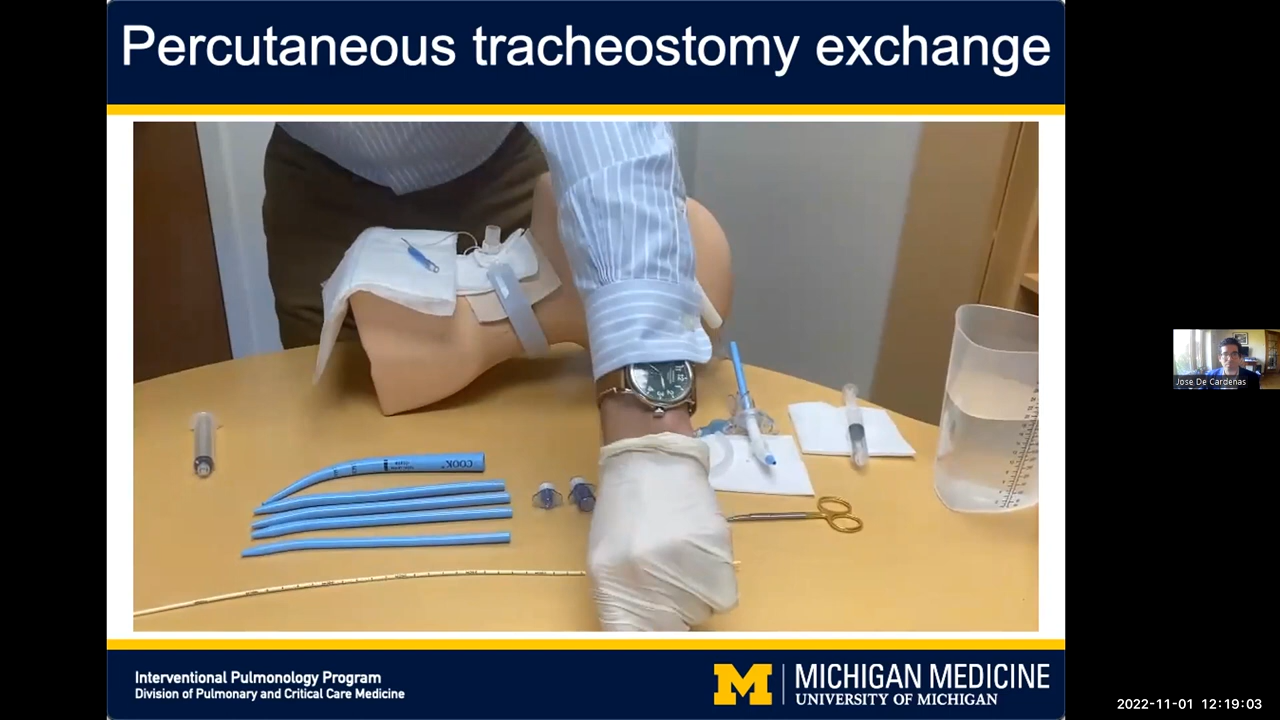 Percutaneous tracheostomy exchange
COOK
Jose De Cardenas
Interventional Pulmonology Program
Division of Pulmonary and Critical Care Medicine
M
MICHIGAN MEDICINE
UNIVERSITY OF MICHIGAN
2022-11-01 12:19:03